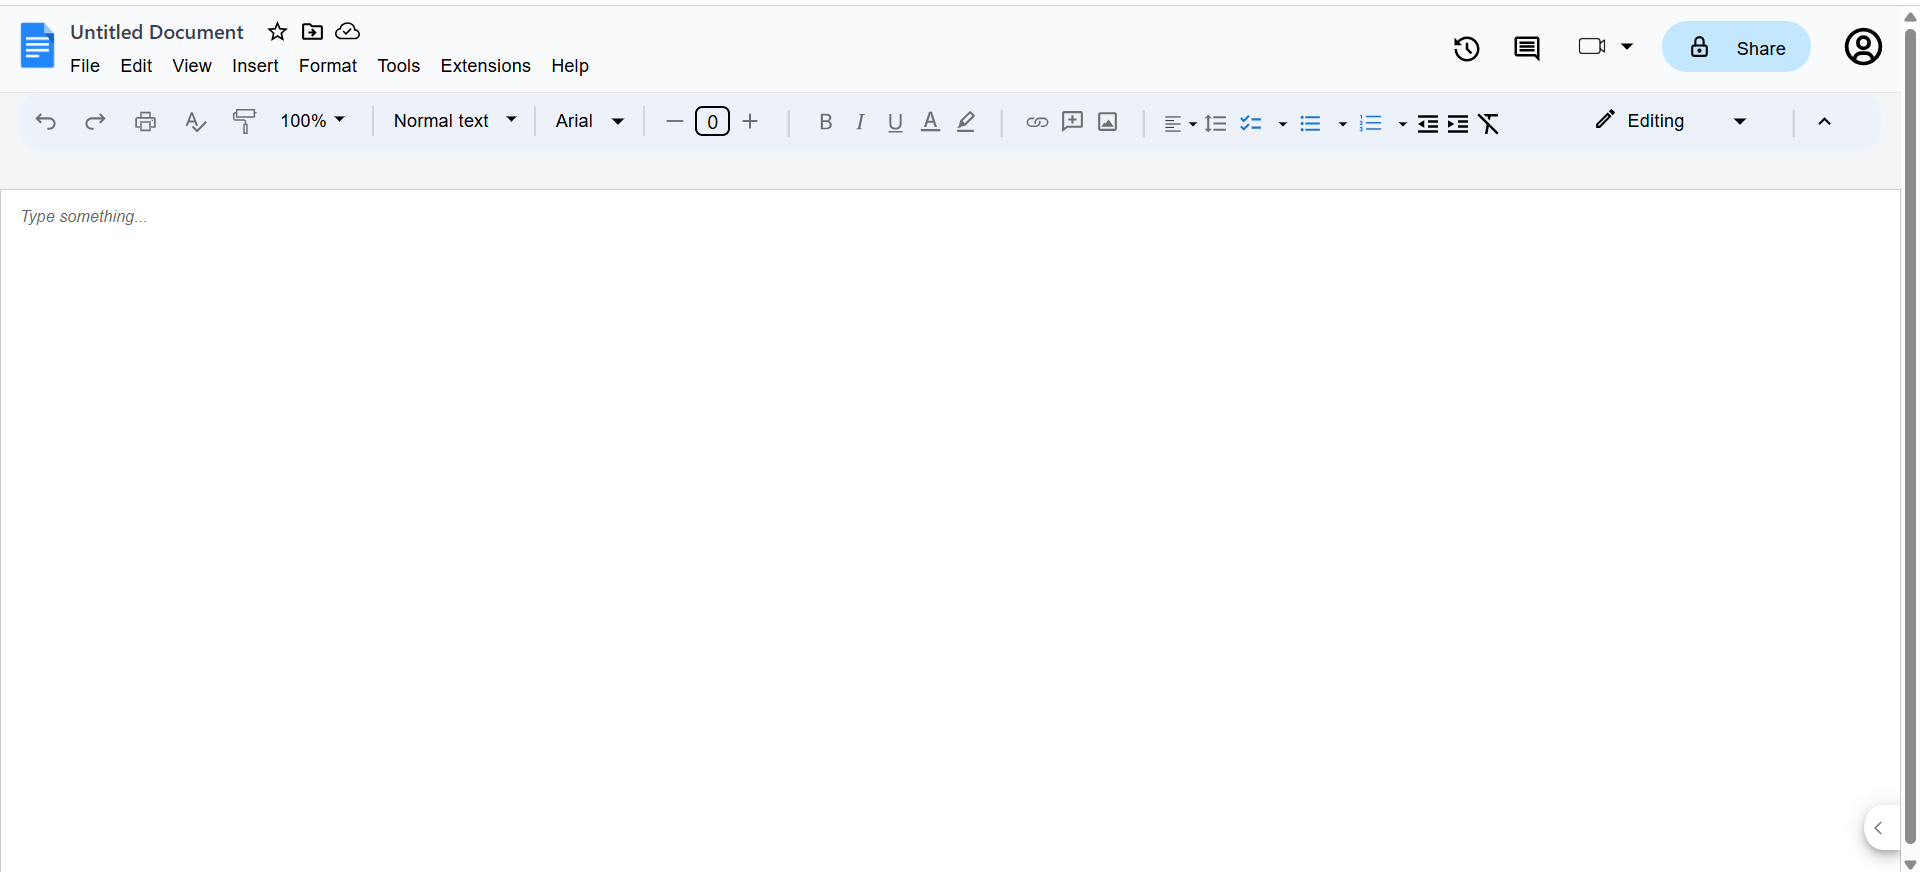 Untitled Document
File Edit View Insert Format Tools Extensions Help
Share
100% Normal text Arial 0 B I U A Editing
Type something...